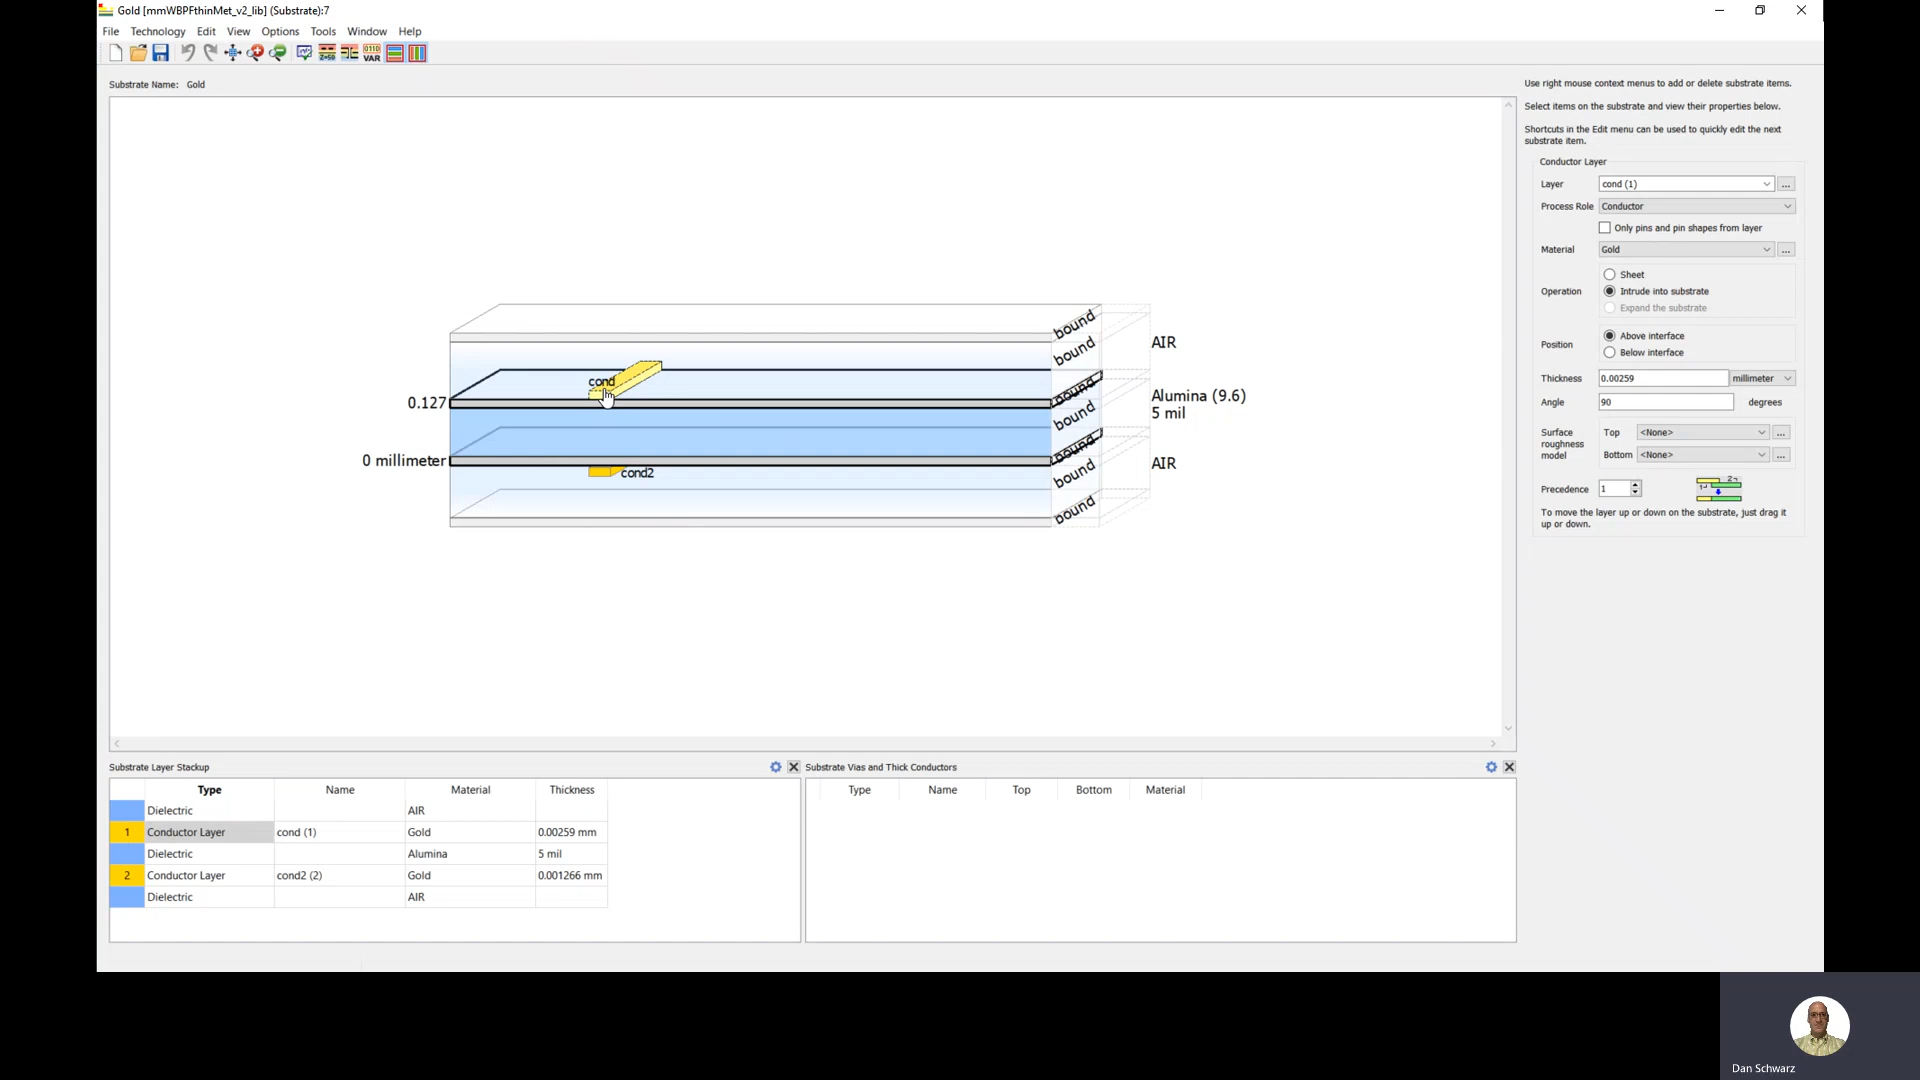 Gold [mmWBPFthinMet_v2_lib] (Substrate):7
File Technology Edit View Options Tools Window Help
Z=50
0110
VAR
Substrate Name: Gold
Use right mouse context menus to add or delete substrate items.
Select items on the substrate and view their properties below.
Shortcuts in the Edit menu can be used to quickly edit the next
substrate item.
Conductor Layer
Layer cond (1) ...
Process Role Conductor
Only pins and pin shapes from layer
Material Gold ...
Operation
Sheet
Intrude into substrate
Expand the substrate
Position
Above interface
Below interface
Thickness 0.00259 millimeter
Angle 90 degrees
Surface
roughness
model
Top <None> ...
Bottom <None> ...
Precedence 1
To move the layer up or down on the substrate, just drag it
up or down.
bound
bound
AIR
cond
0.127
bound
Alumina (9.6)
5 mil
bound
bound
0 millimeter
AIR
cond2
bound
bound
Substrate Layer Stackup
Type Name Material Thickness
Dielectric AIR
1 Conductor Layer cond (1) Gold 0.00259 mm
Dielectric Alumina 5 mil
2 Conductor Layer cond2 (2) Gold 0.001266 mm
Dielectric AIR
Substrate Vias and Thick Conductors
Type Name Top Bottom Material
Dan Schwarz